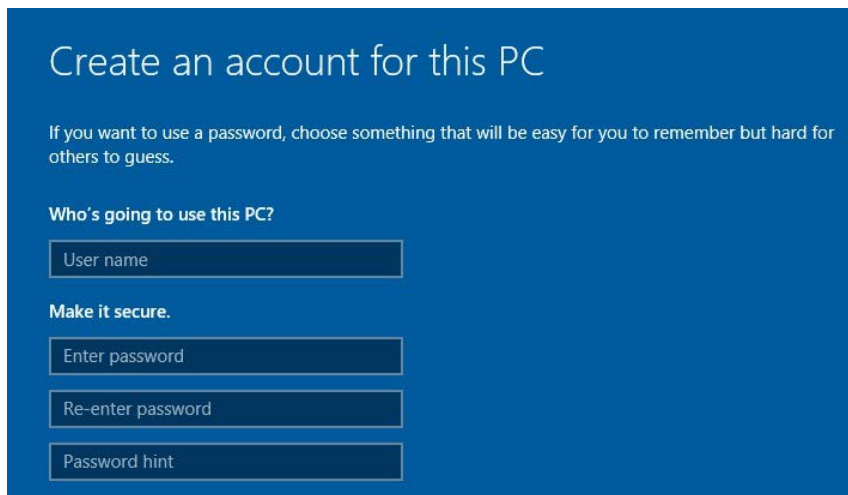 Create an account for this PC
If you want to use a password, choose something that will be easy for you to remember but hard for
others to guess.
Who's going to use this PC?
User name
Make it secure.
Enter password
Re-enter password
Password hint